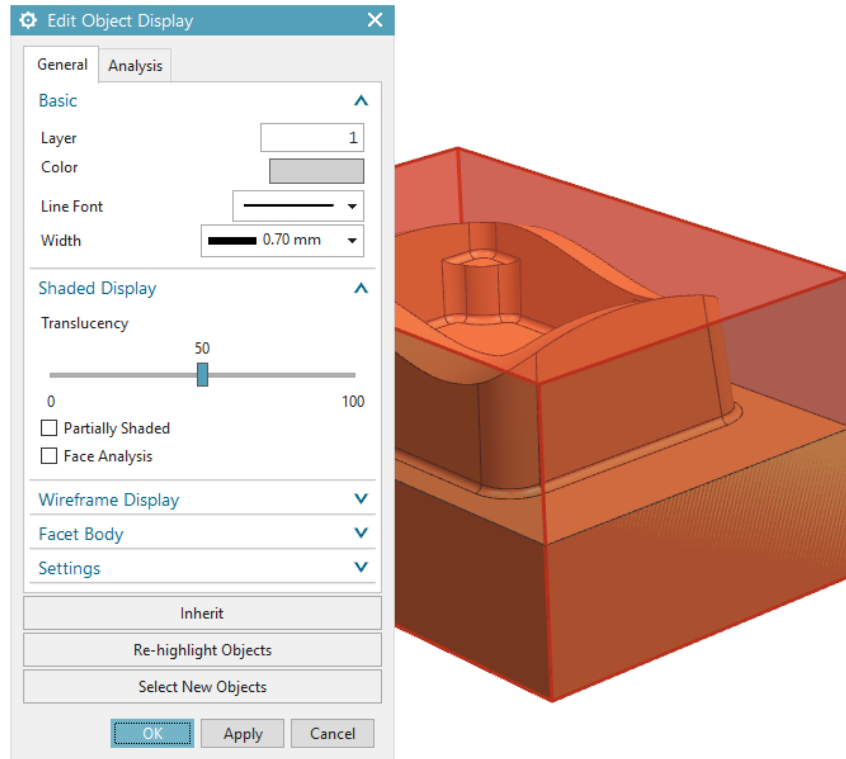 Edit Object Display
General Analysis
Basic
Layer 1
Color
Line Font
Width 0.70 mm
Shaded Display
Translucency
50
0 100
Partially Shaded
Face Analysis
Wireframe Display
Facet Body
Settings
Inherit
Re-highlight Objects
Select New Objects
OK Apply Cancel